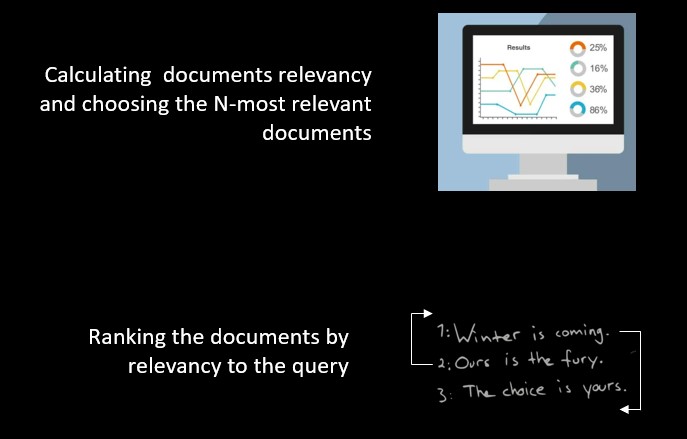 Calculating documents relevancy
and choosing the N-most relevant
documents
Results
25%
16%
36%
86%
Ranking the documents by
relevancy to the query
1: Winter is coming.
2: Ours is the fury.
3: The choice is yours.